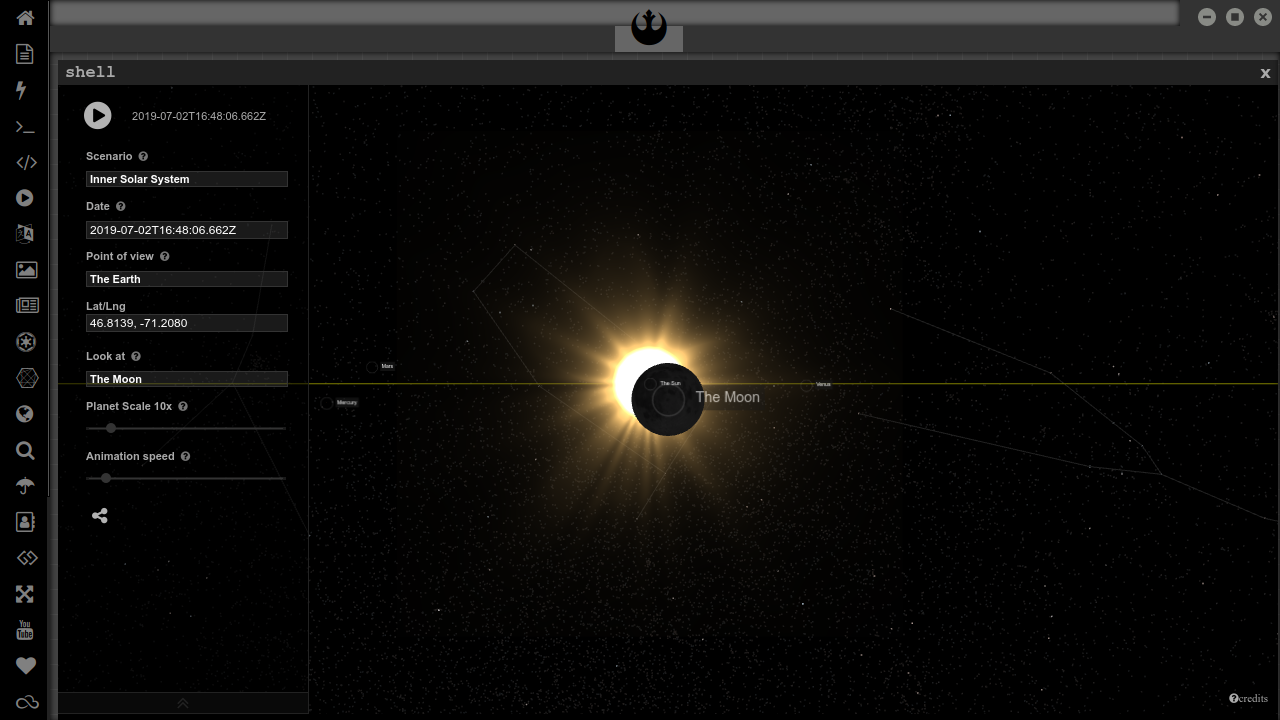 shell
x
2019-07-02T16:48:06.662Z
Scenario
Inner Solar System
Date
2019-07-02T16:48:06.662Z
Point of view
The Earth
Lat/Lng
46.8139, -71.2080
Look at
The Moon
Planet Scale 10x
Animation speed
Mars
Mercury
The Sun
The Moon
Venus
You
Tube
credits